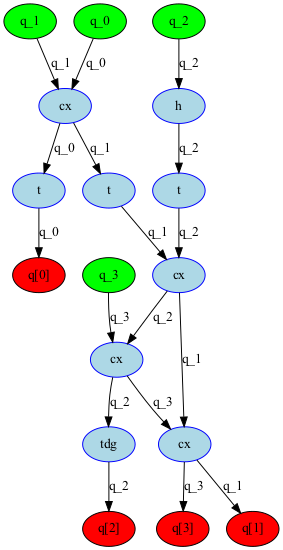 q_1 q_0 q_2
q_1 q_0 q_2
cx h
q_0 q_1 q_2
t t t
q_0 q_1 q_2
q[0] q_3 cx
q_3 q_2 q_1
cx
q_2 q_3
tdg cx
q_2 q_3 q_1
q[2] q[3] q[1]